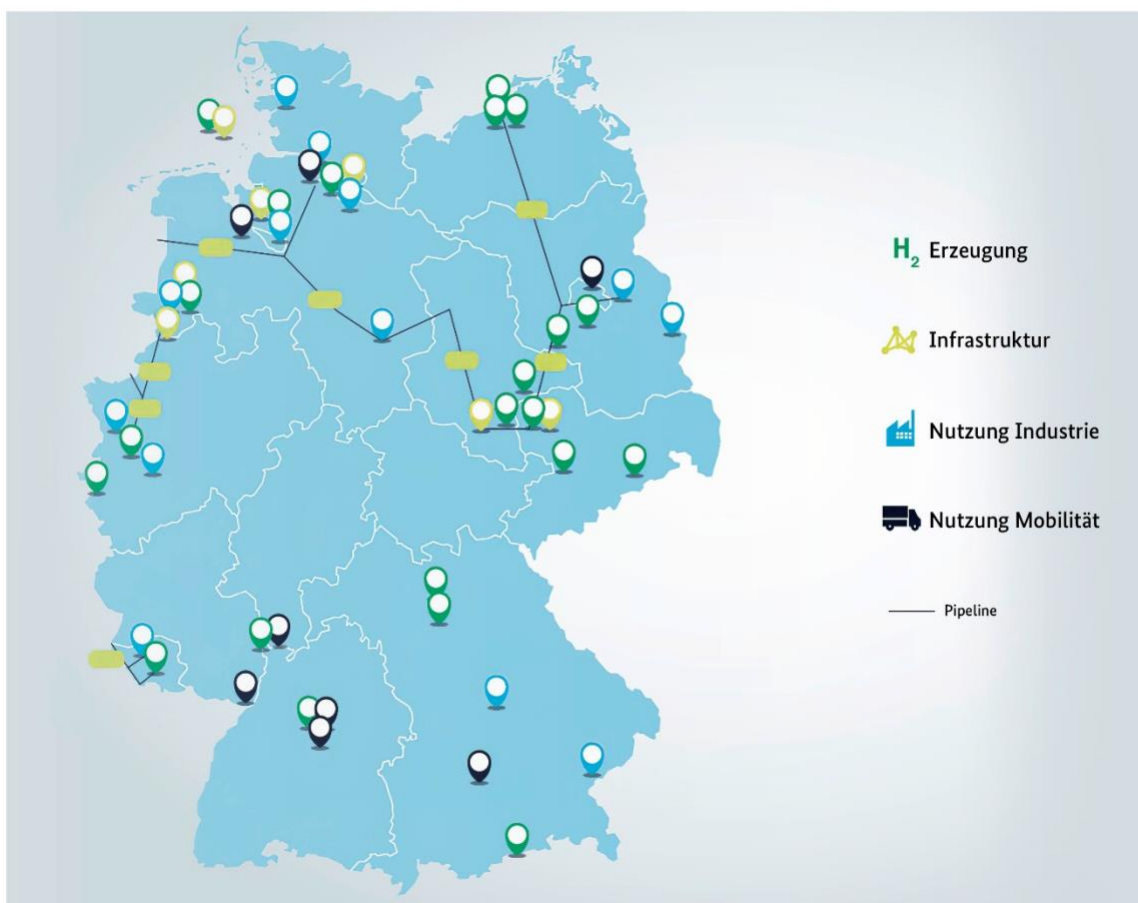 H₂ Erzeugung
Infrastruktur
Nutzung Industrie
Nutzung Mobilität
Pipeline